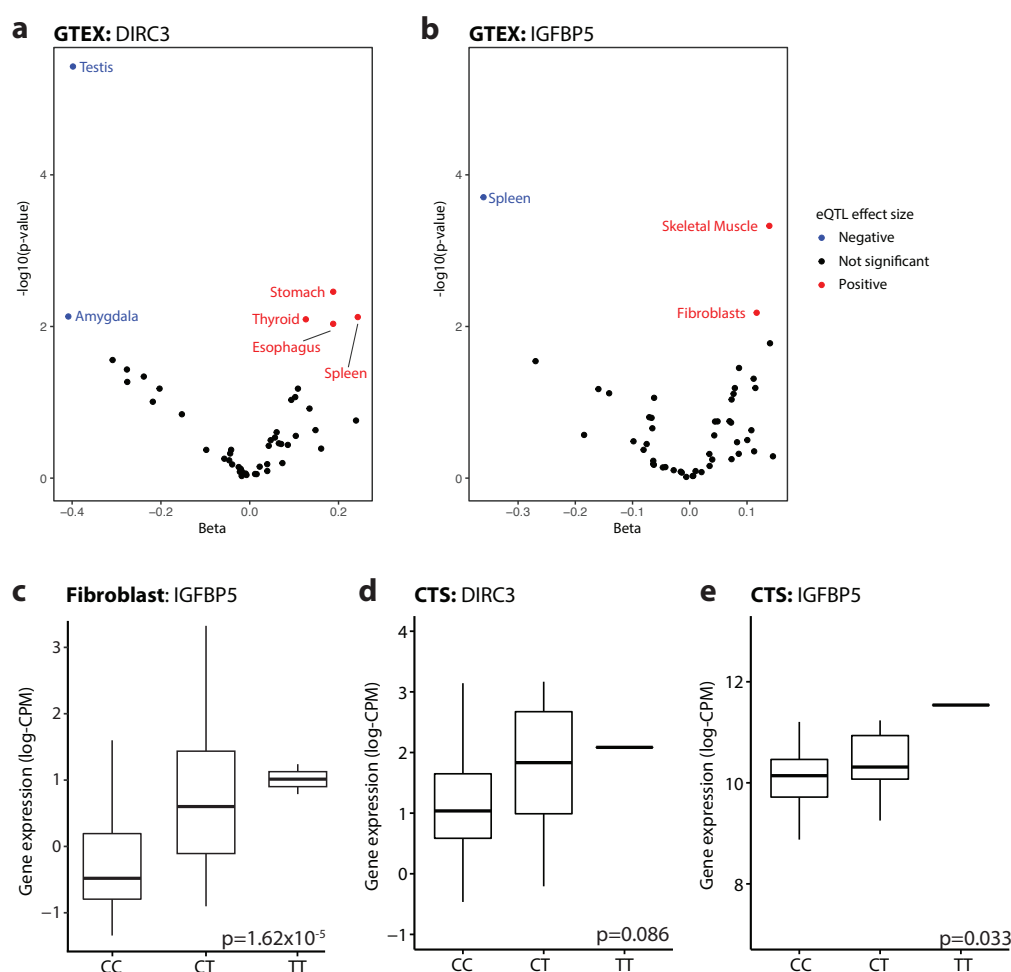 a GTEX: DIRC3
Testis
Amygdala
Stomach
Thyroid
Esophagus
Spleen
4
2
0
-log10(p-value)
−0.4 −0.2 0.0 0.2
Beta
b GTEX: IGFBP5
Spleen
Skeletal Muscle
Fibroblasts
4
2
0
-log10(p-value)
−0.3 −0.2 −0.1 0.0 0.1
Beta
eQTL effect size
Negative
Not significant
Positive
c Fibroblast: IGFBP5
3
2
1
0
−1
Gene expression (log-CPM)
p=1.62x10-5
CC CT TT
d CTS: DIRC3
4
3
2
1
0
−1
Gene expression (log-CPM)
p=0.086
CC CT TT
e CTS: IGFBP5
12
10
8
Gene expression (log-CPM)
p=0.033
CC CT TT